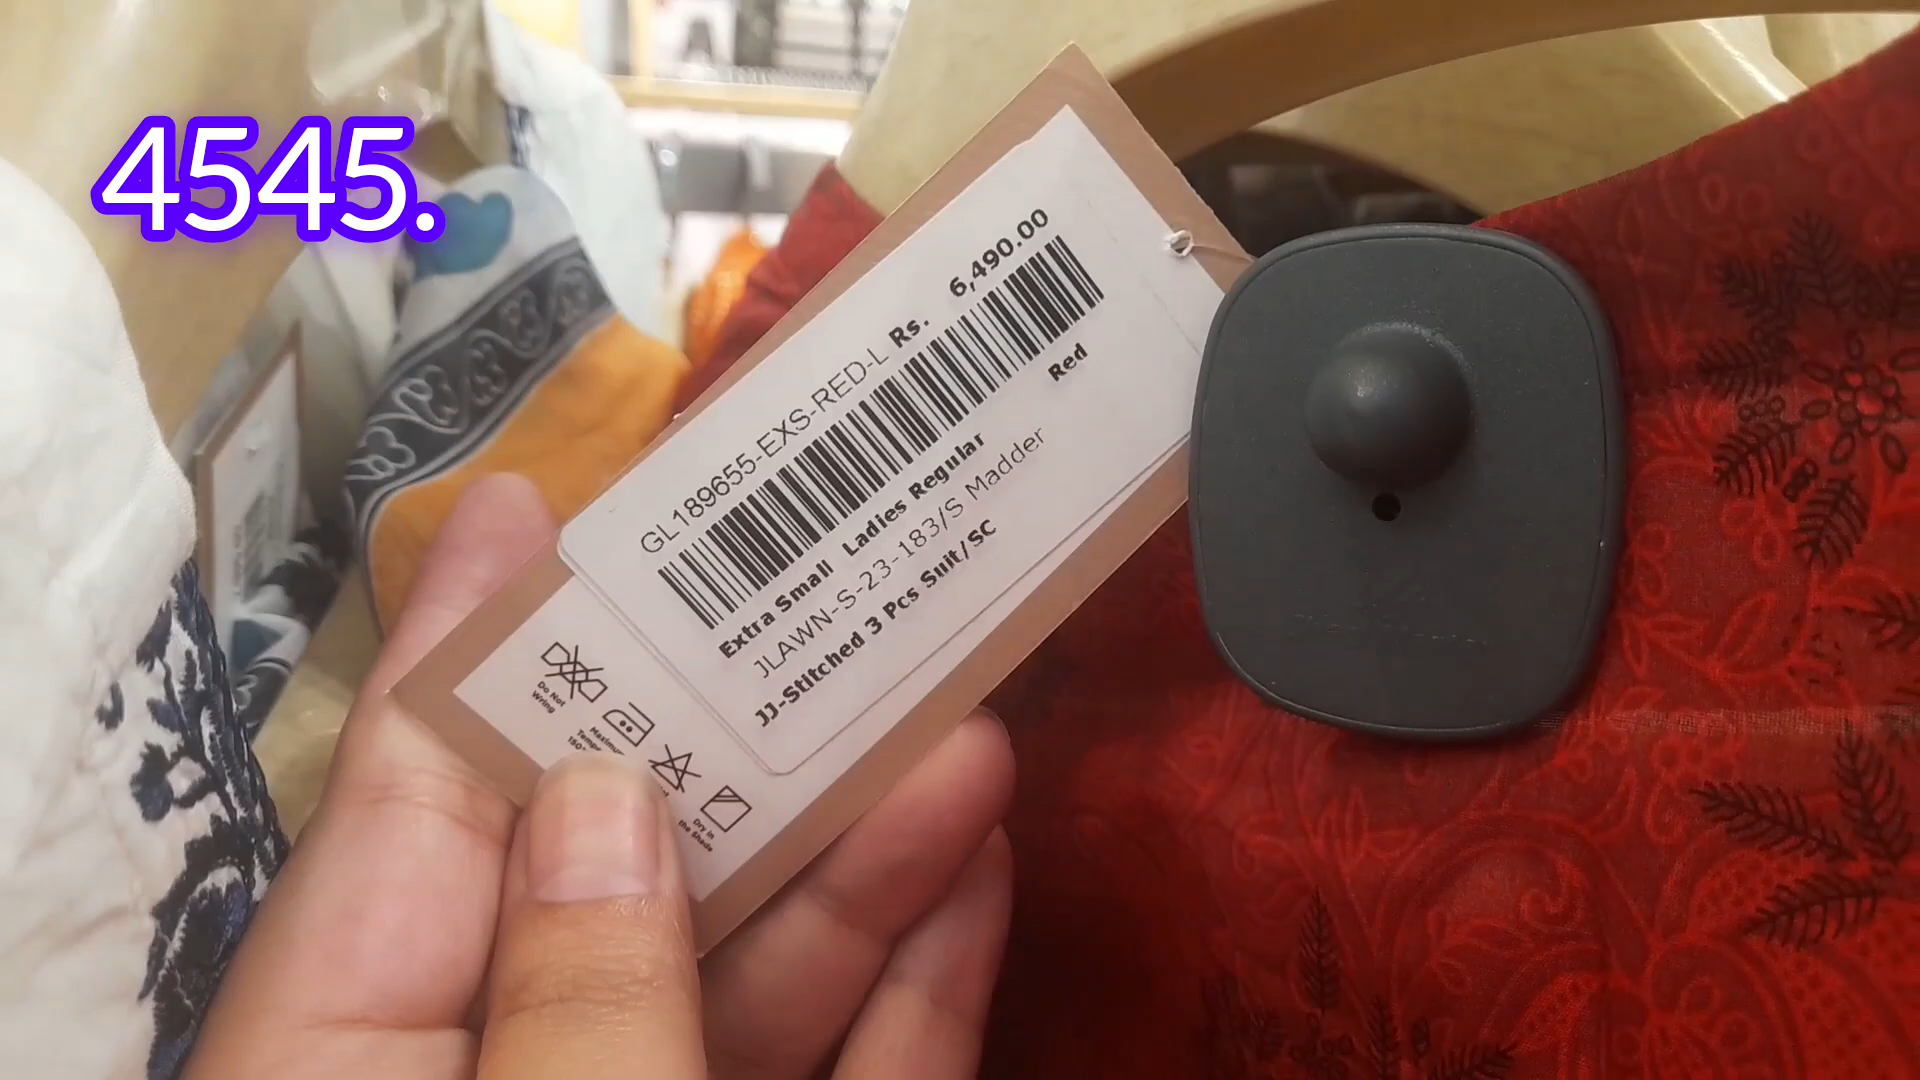 4545.
Rs. 6,490.00
GL189655-EXS-RED-L
Red
Extra Small Ladies Regular
JLAWN-S-23-183/S Madder
JJ-Stitched 3 Pcs Suit/SC
Do Not
Wring
150°
Dry in
the Shade